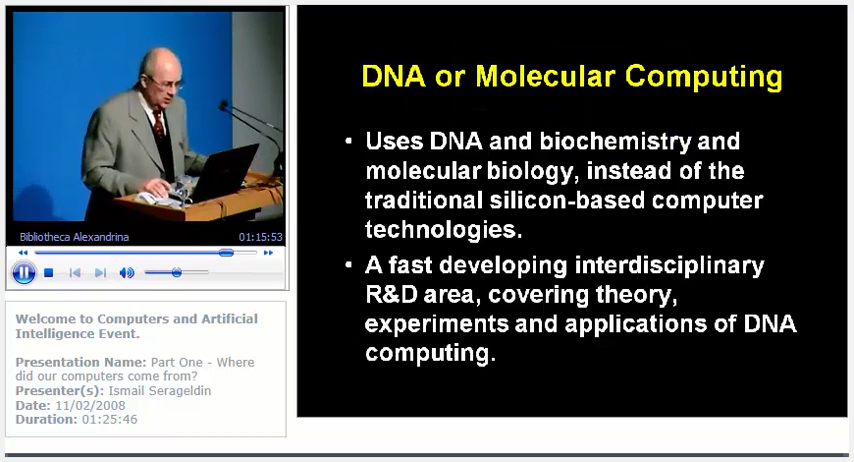 DNA or Molecular Computing
• Uses DNA and biochemistry and
molecular biology, instead of the
traditional silicon-based computer
technologies.
• A fast developing interdisciplinary
R&D area, covering theory,
experiments and applications of DNA
computing.
Bibliotheca Alexandrina 01:15:53
Welcome to Computers and Artificial
Intelligence Event.
Presentation Name: Part One - Where
did our computers come from?
Presenter(s): Ismail Serageldin
Date: 11/02/2008
Duration: 01:25:46